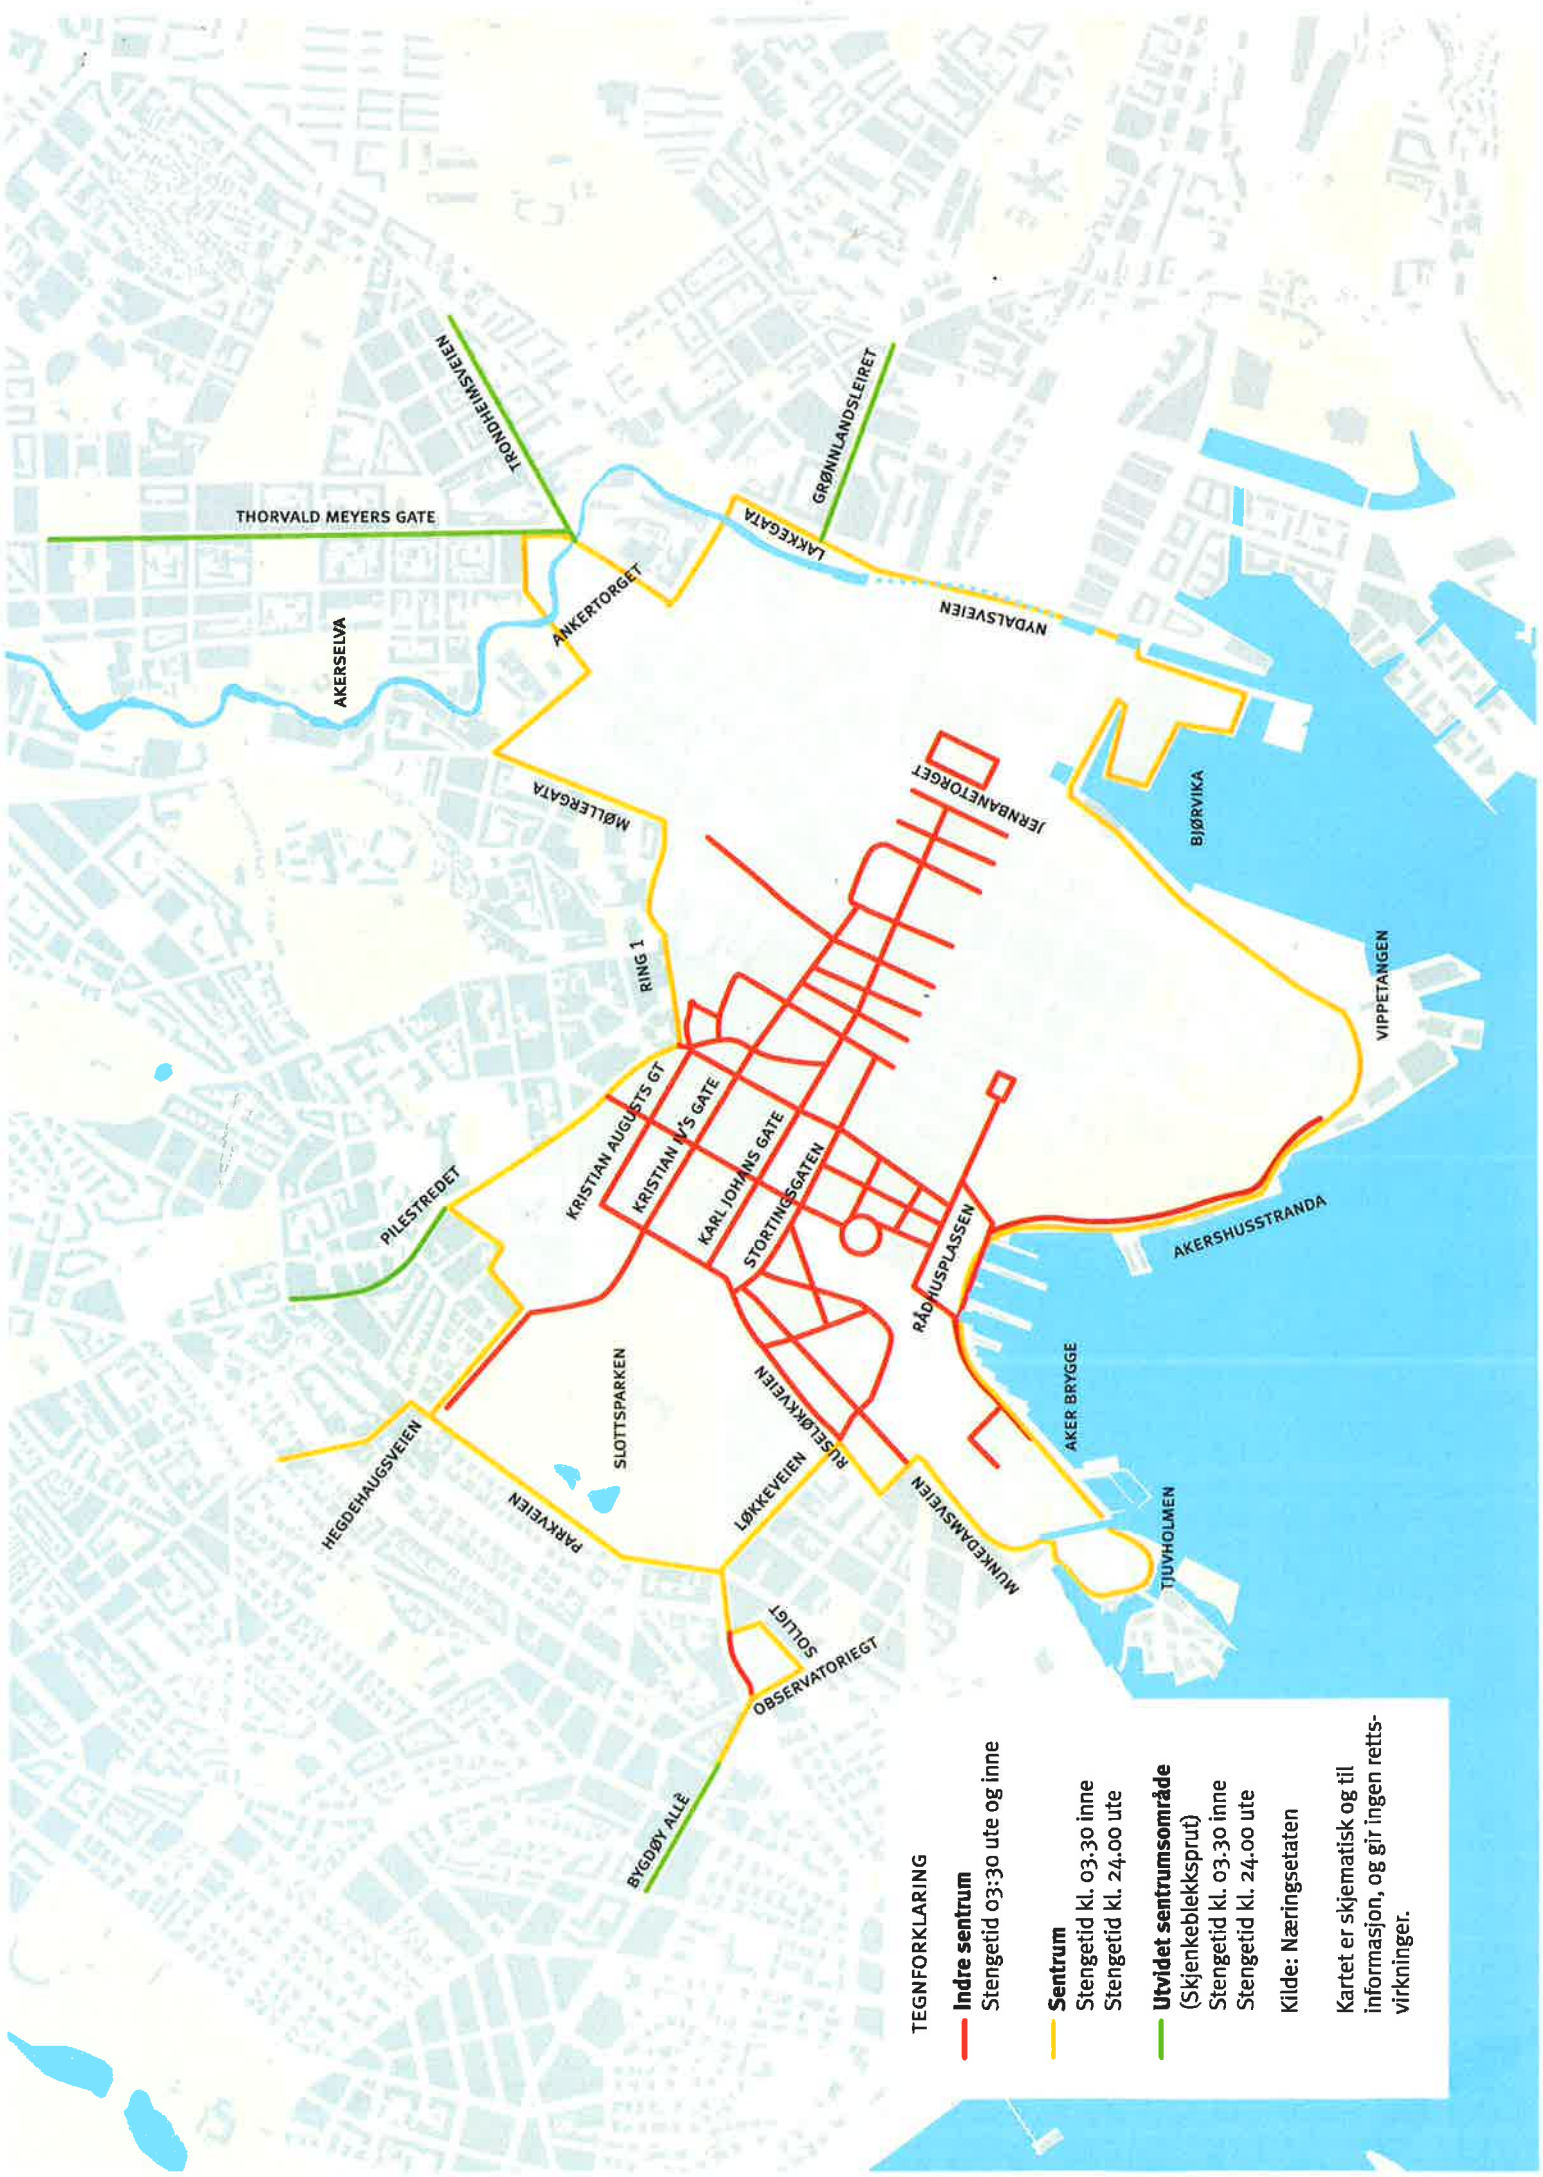 THORVALD MEYERS GATE
TRONDHEIMSVEIEN
AKERSELVA
ANKERTORGET
GRØNNLANDSLEIRET
LAKKEGATA
NYDALSVEIEN
MØLLERGATA
RING 1
JERNBANETORGET
BJØRVIKA
VIPPETANGEN
PILESTREDET
KRISTIAN AUGUSTS GT
KRISTIAN IV'S GATE
KARL JOHANS GATE
STORTINGSGATEN
RÅDHUSPLASSEN
AKERSHUSSTRANDA
HEGDEHAUGSVEIEN
PARKVEIEN
SLOTTSPARKEN
RUSELØKKVEIEN
LØKKEVEIEN
MUNKEDAMSVEIEN
AKER BRYGGE
TJUVHOLMEN
SOLLIGT
OBSERVATORIEGT
BYGDØY ALLÈ
TEGNFORKLARING
Indre sentrum
Stengetid 03:30 ute og inne
Sentrum
Stengetid kl. 03.30 inne
Stengetid kl. 24.00 ute
Utvidet sentrumsområde
(Skjenkeblekksprut)
Stengetid kl. 03.30 inne
Stengetid kl. 24.00 ute
Kilde: Næringsetaten
Kartet er skjematisk og til
informasjon, og gir ingen retts-
virkninger.